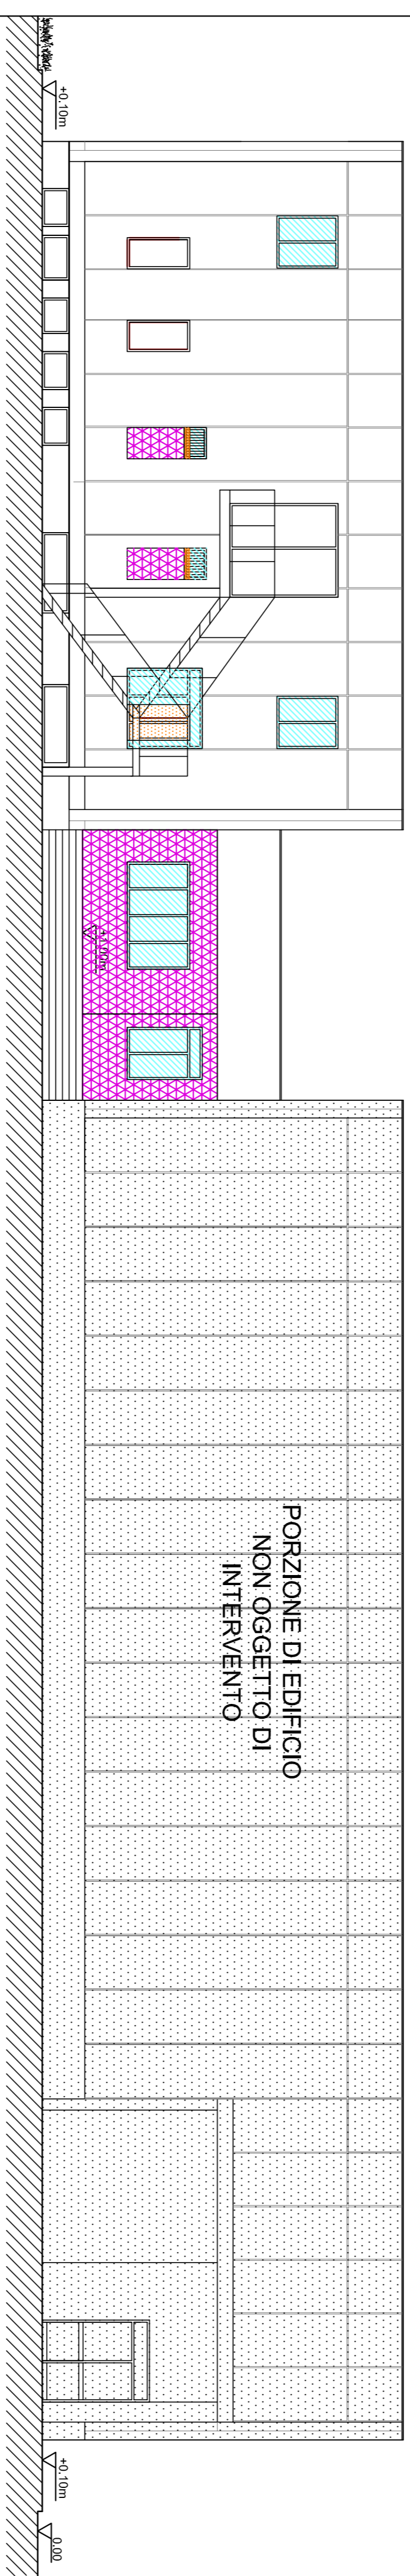 +0.10m
+1.00m
PORZIONE DI EDIFICIO
NON OGGETTO DI
INTERVENTO
+0.10m
0.00